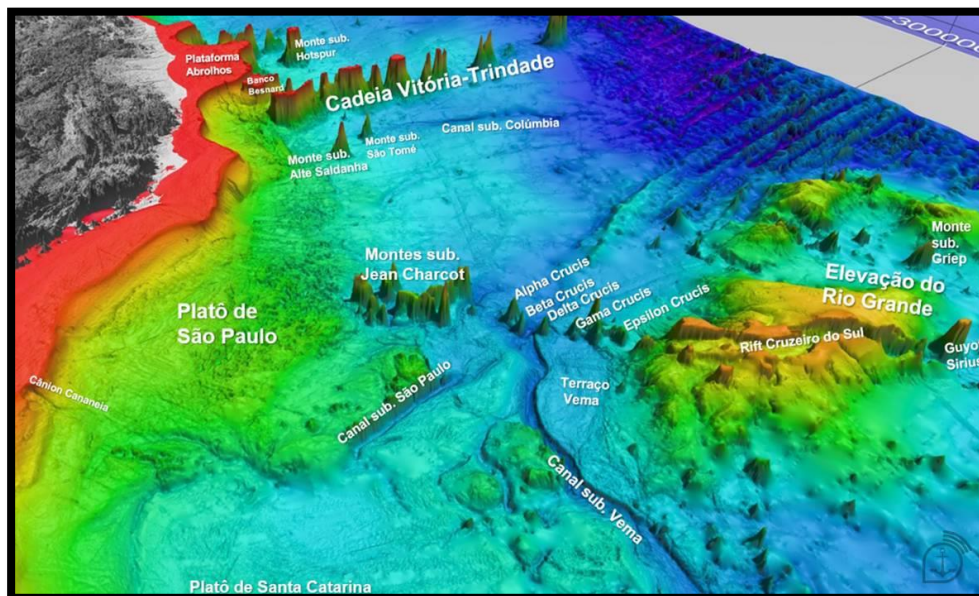 Monte sub.
Hotspur
Plataforma
Abrolhos
Banco
Besnard
Cadeia Vitória-Trindade
Canal sub. Colúmbia
Monte sub.
São Tomé
Monte sub.
Alte Saldanha
Monte
sub.
Griep
Montes sub.
Jean Charcot
Alpha Crucis
Beta Crucis
Delta Crucis
Gama Crucis
Epsilon Crucis
Elevação do
Rio Grande
Platô de
São Paulo
Rift Cruzeiro do Sul
Guyot
Sirius
Cânion Cananeia
Canal sub. São Paulo
Terraço
Vema
Canal sub. Vema
Platô de Santa Catarina